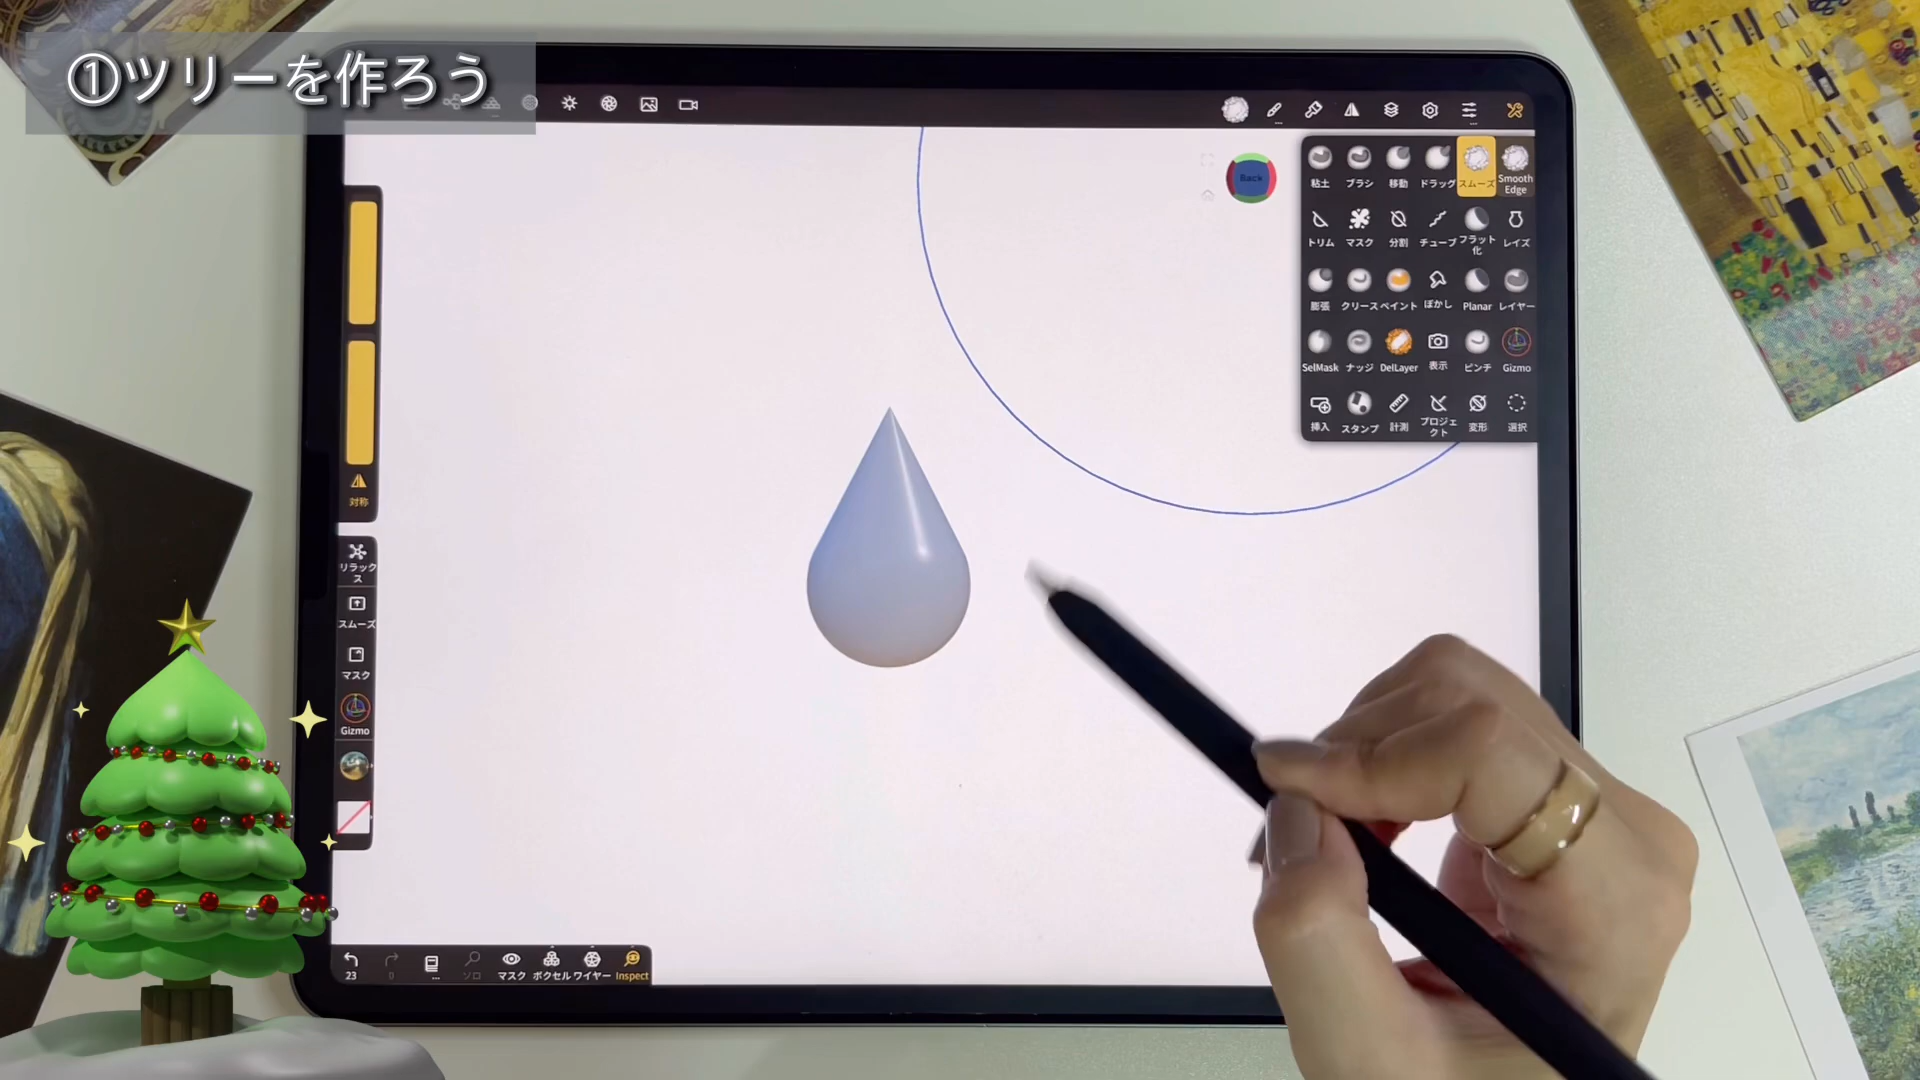 ①ツリーを作ろう
Back
粘土 ブラシ 移動 ドラッグ スムーズ Smooth Edge
トリム マスク 分割 チューブ フラット化 レイズ
膨張 クリース ペイント ぼかし Planar レイヤー
SelMask ナッジ DelLayer 表示 ピンチ Gizmo
挿入 スタンプ 計測 プロジェクト 変形 選択
対称
リラックス
スムーズ
マスク
Gizmo
23 0 ソロ マスク ボクセル ワイヤー Inspect